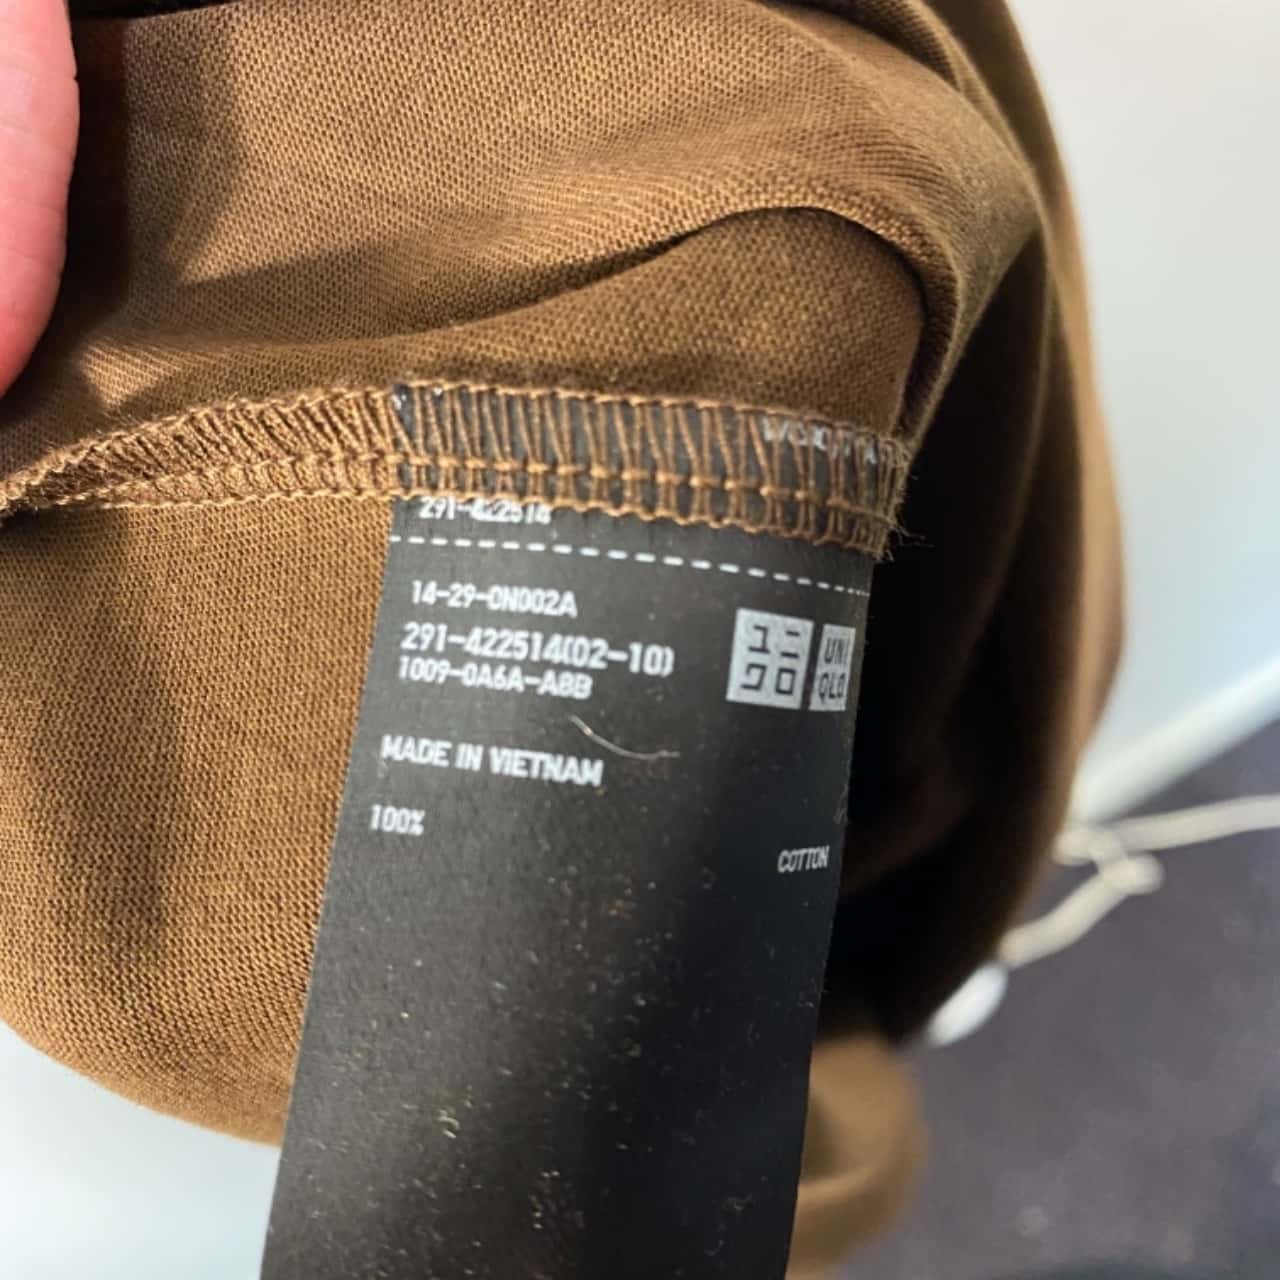 291-422514
14-29-0N002A
291-422514(02-10)
1009-0A6A-A8B
ユニ
クロ
UNI
QLO
MADE IN VIETNAM
100%
COTTON